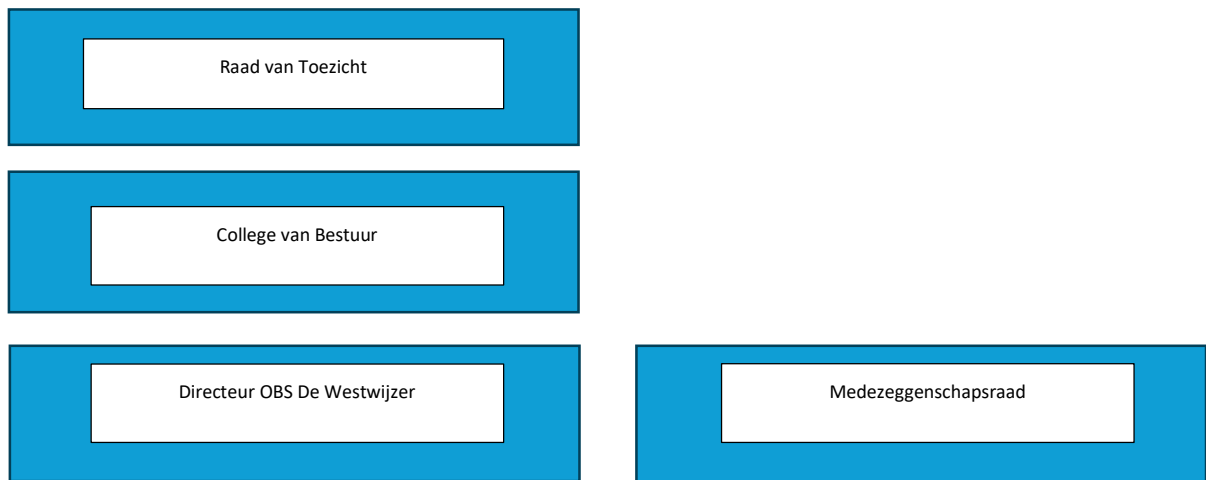 Raad van Toezicht
College van Bestuur
Directeur OBS De Westwijzer
Medezeggenschapsraad